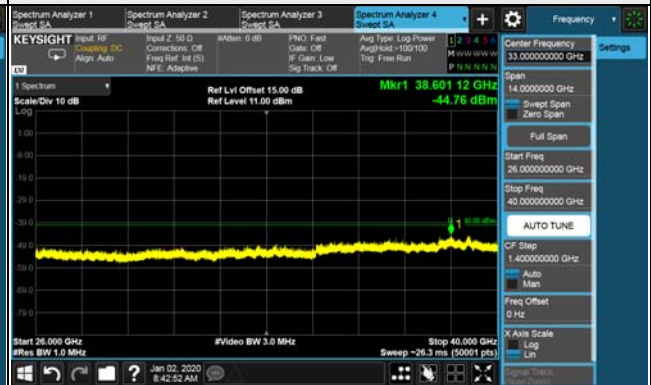 Spectrum Analyzer 1
Swept SA
Spectrum Analyzer 2
Swept SA
Spectrum Analyzer 3
Swept SA
Spectrum Analyzer 4
Swept SA
+
Frequency
KEYSIGHT
Input: RF
Coupling: DC
Align: Auto
Input Z: 50 Ω
Corrections: Off
Freq Ref: Int (S)
NFE: Adaptive
#Atten: 6 dB
PNO: Fast
Gate: Off
IF Gain: Low
Sig Track: Off
Avg Type: Log-Power
Avg|Hold:>100/100
Trig: Free Run
1 2 3 4 5 6
M W W W W W
P N N N N N
LXI
1 Spectrum
Scale/Div 10 dB
Log
Ref Lvl Offset 15.00 dB
Ref Level 11.00 dBm
Mkr1 38.601 12 GHz
-44.76 dBm
1.00
-9.00
-19.0
-29.0
-39.0
-49.0
-59.0
-69.0
-79.0
1
Start 26.000 GHz
#Res BW 1.0 MHz
#Video BW 3.0 MHz
Stop 40.000 GHz
Sweep ~26.3 ms (50001 pts)
Jan 02, 2020
8:42:52 AM
Settings
Center Frequency
33.000000000 GHz
Span
14.0000000 GHz
Swept Span
Zero Span
Full Span
Start Freq
26.000000000 GHz
Stop Freq
40.000000000 GHz
AUTO TUNE
CF Step
1.400000000 GHz
Auto
Man
Freq Offset
0 Hz
X Axis Scale
Log
Lin
Signal Track